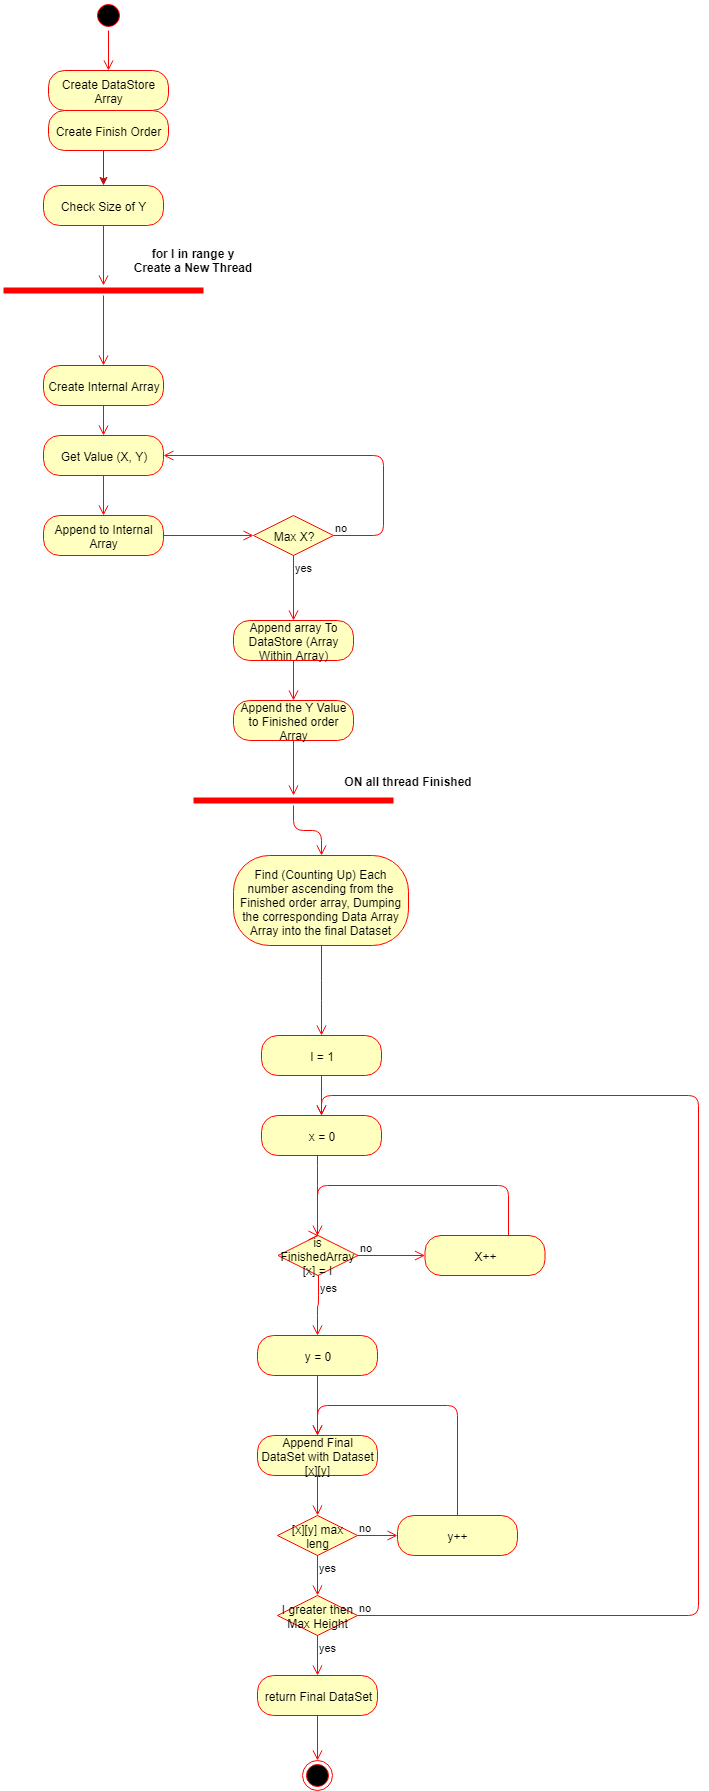 Create DataStore
Array
Create Finish Order
Check Size of Y
for I in range y
Create a New Thread
Create Internal Array
Get Value (X, Y)
Append to Internal
Array
Max X?
no
yes
Append array To
DataStore (Array
Within Array)
Append the Y Value
to Finished order
Array
ON all thread Finished
Find (Counting Up) Each
number ascending from the
Finished order array, Dumping
the corresponding Data Array
Array into the final Dataset
I = 1
x = 0
is
FinishedArray
[x] = I
no
X++
yes
y = 0
Append Final
DataSet with Dataset
[x][y]
[x][y] max
leng
no
y++
yes
I greater then
Max Height
no
yes
return Final DataSet